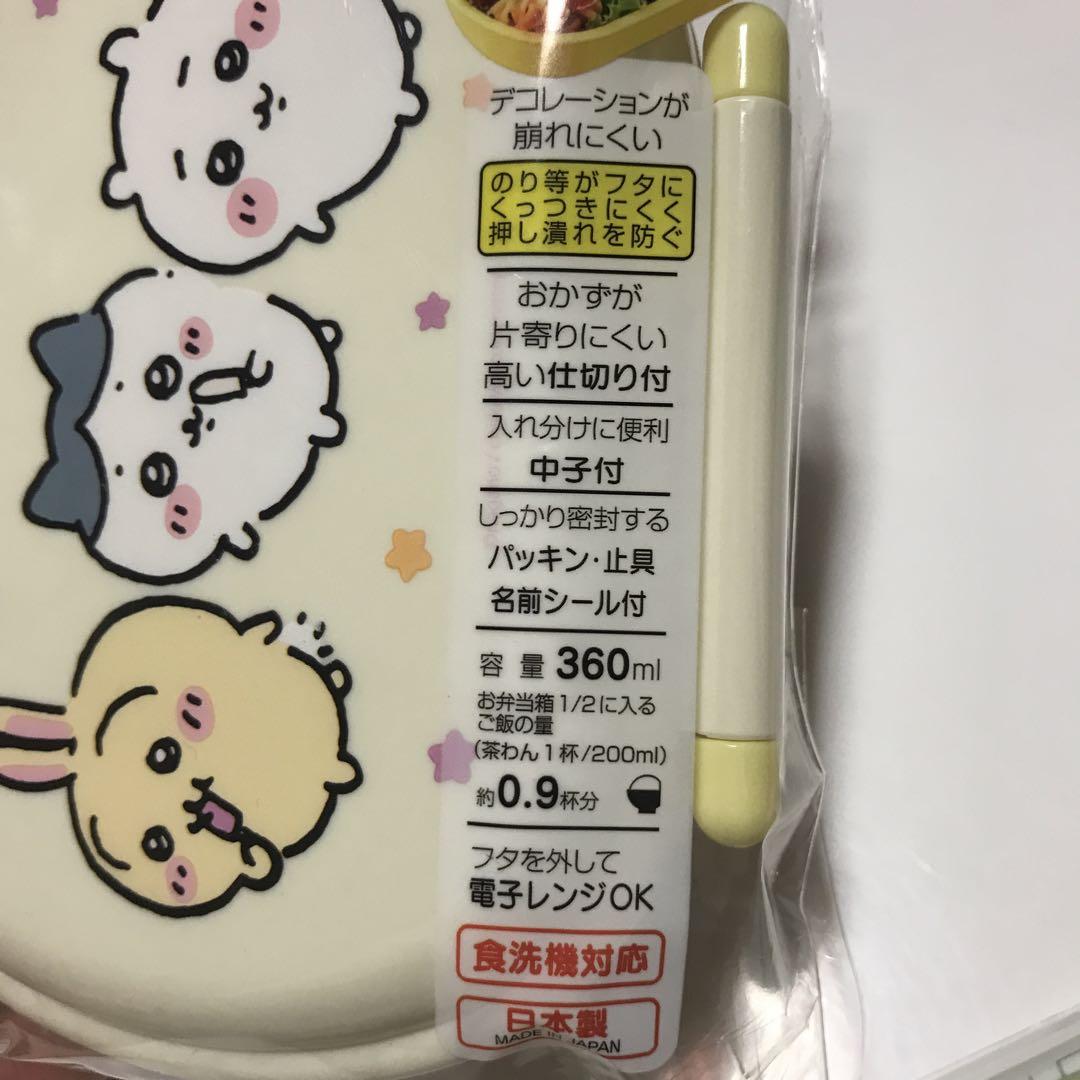 デコレーションが
崩れにくい
のり等がフタに
くっつきにくく
押し潰れを防ぐ
おかずが
片寄りにくい
高い仕切り付
入れ分けに便利
中子付
しっかり密封する
パッキン・止具
名前シール付
容量 360ml
お弁当箱1/2に入る
ご飯の量
(茶わん1杯/200ml)
約0.9杯分
フタを外して
電子レンジOK
食洗機対応
日本製
MADE IN JAPAN